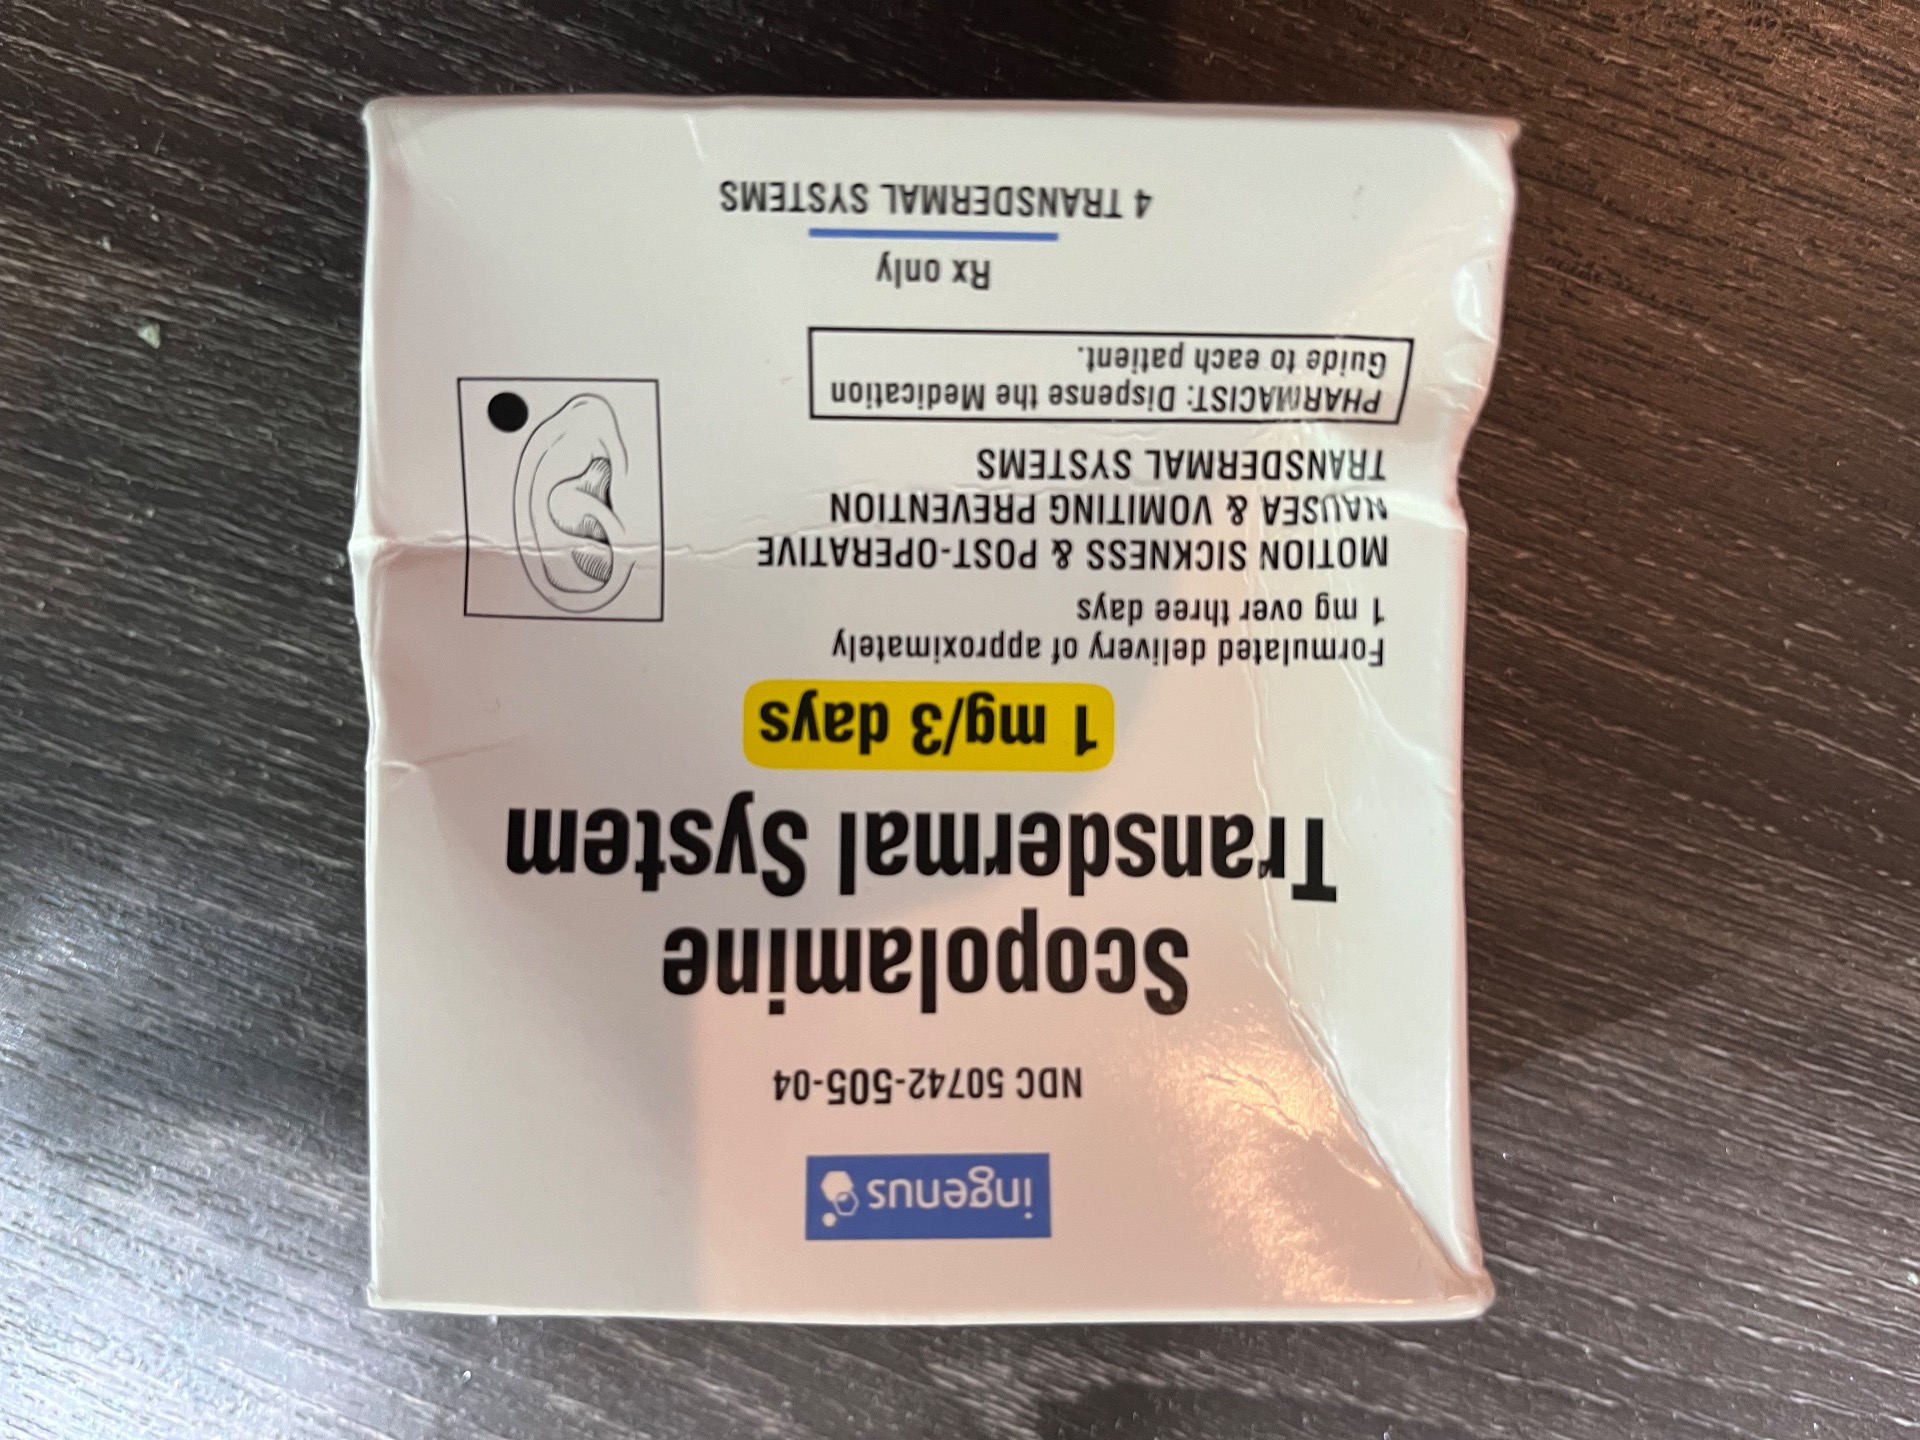 ingenus
NDC 50742-505-04
Scopolamine
Transdermal System
1 mg/3 days
Formulated delivery of approximately
1 mg over three days
MOTION SICKNESS & POST-OPERATIVE
NAUSEA & VOMITING PREVENTION
TRANSDERMAL SYSTEMS
PHARMACIST: Dispense the Medication
Guide to each patient.
Rx only
4 TRANSDERMAL SYSTEMS